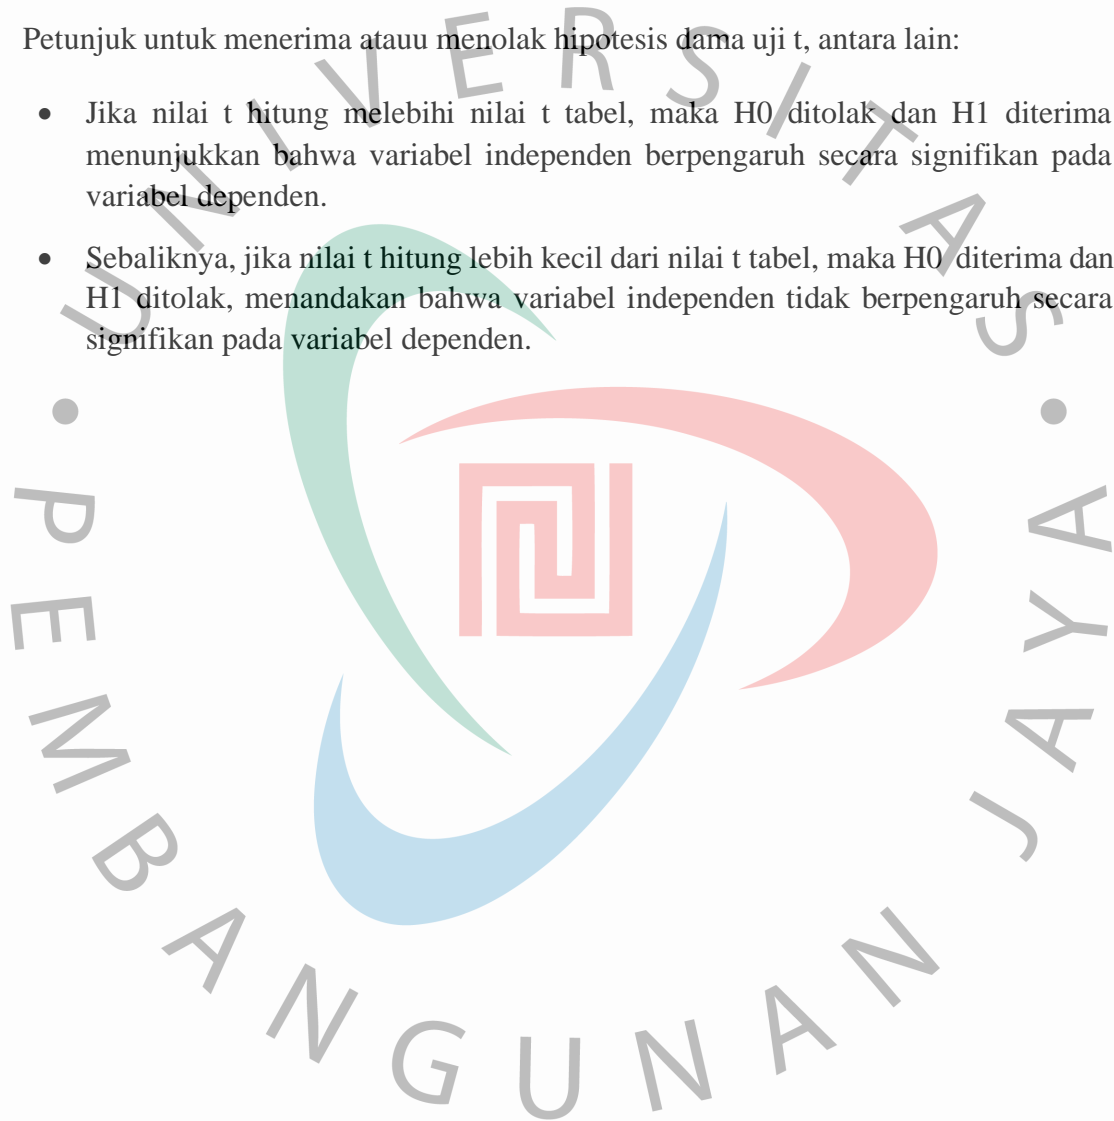 Petunjuk untuk menerima atauu menolak hipotesis dama uji t, antara lain:
• Jika nilai t hitung melebihi nilai t tabel, maka H0 ditolak dan H1 diterima
menunjukkan bahwa variabel independen berpengaruh secara signifikan pada
variabel dependen.
• Sebaliknya, jika nilai t hitung lebih kecil dari nilai t tabel, maka H0 diterima dan
H1 ditolak, menandakan bahwa variabel independen tidak berpengaruh secara
signifikan pada variabel dependen.
UNIVERSITAS
• PEMBANGUNAN JAYA •